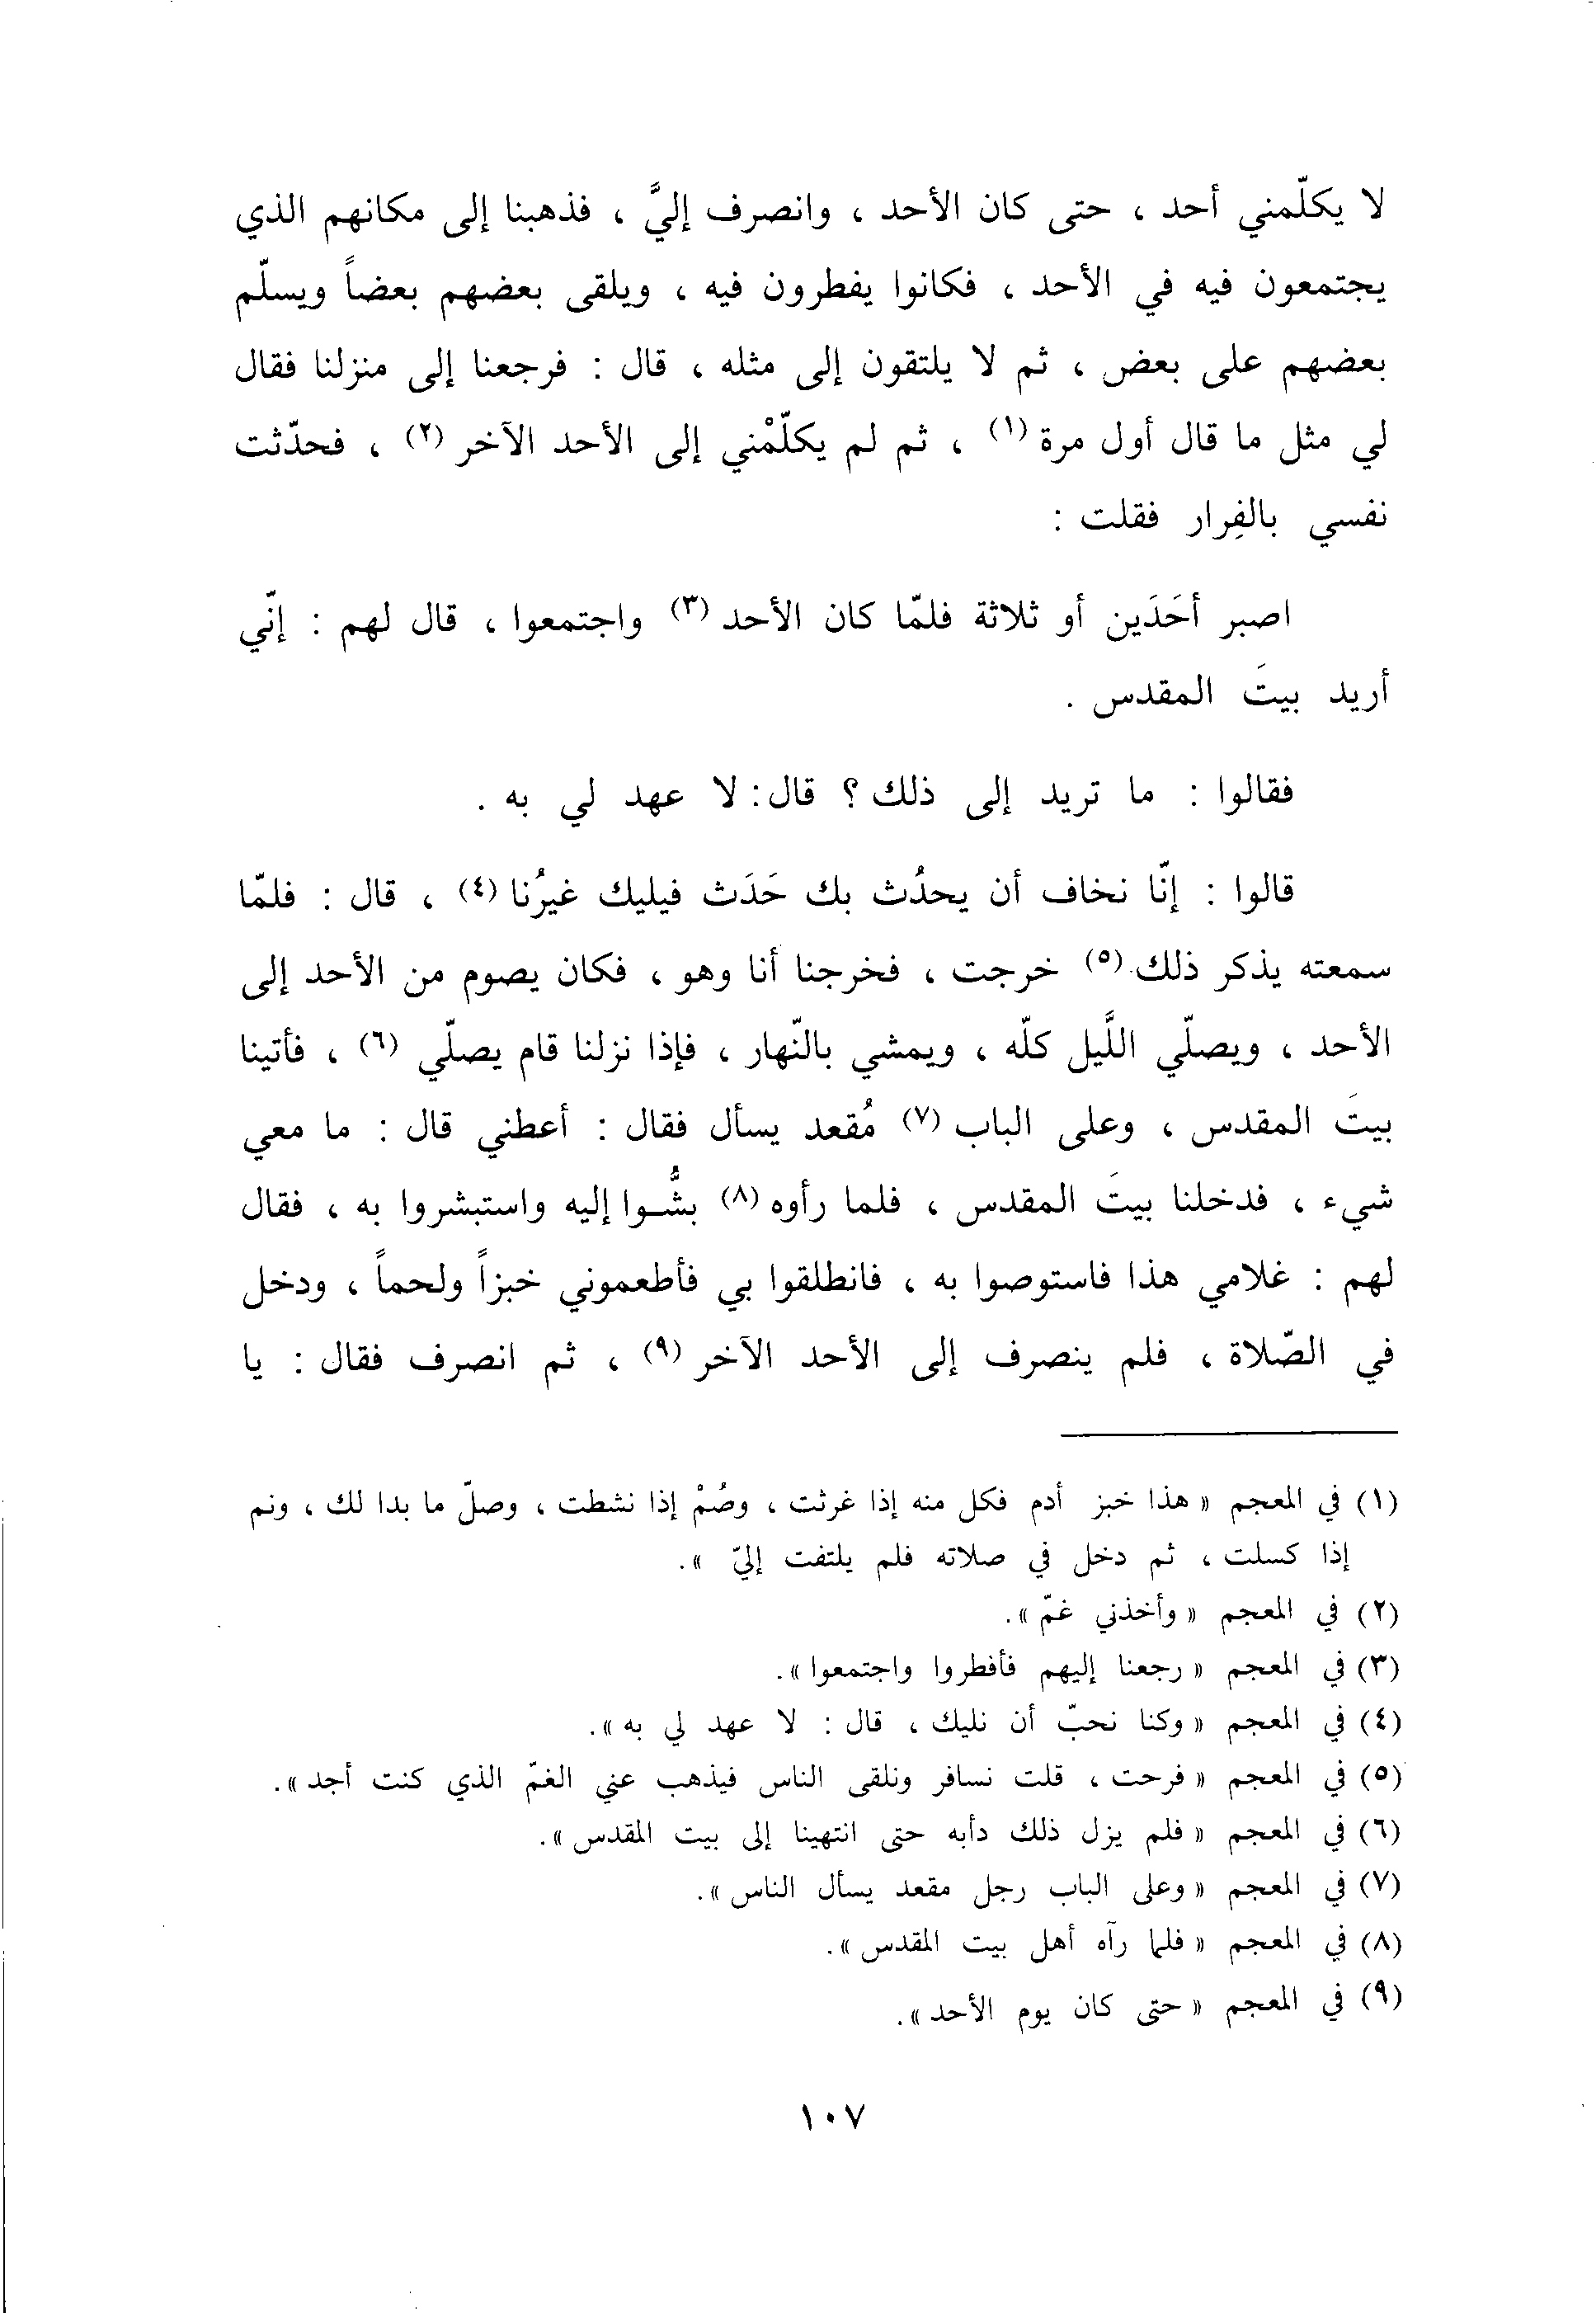 لا يكلّمني أحد ، حتى كان الأحد ، وانصرف إليَّ ، فذهبنا إلى مكانهم الذي
يجتمعون فيه في الأحد ، فكانوا يفطرون فيه ، ويلقى بعضهم بعضاً ويسلّم
بعضهم على بعض ، ثم لا يلتقون إلى مثله ، قال : فرجعنا إلى منزلنا فقال
لي مثل ما قال أول مرة (١) ، ثم لم يكلّمْني إلى الأحد الآخر (٢) ، فحدّثت
نفسي بالفِرار فقلت :
اصبر أحَدَين أو ثلاثة فلمّا كان الأحد (٣) واجتمعوا ، قال لهم : إنّي
أريد بيتَ المقدس .
فقالوا : ما تريد إلى ذلك ؟ قال : لا عهد لي به .
قالوا : إنّا نخاف أن يحدُث بك حَدَث فيليك غيرُنا (٤) ، قال : فلمّا
سمعته يذكر ذلك (٥) خرجت ، فخرجنا أنا وهو ، فكان يصوم من الأحد إلى
الأحد ، ويصلّي اللَّيل كلّه ، ويمشي بالنّهار ، فإذا نزلنا قام يصلّي (٦) ، فأتينا
بيتَ المقدس ، وعلى الباب (٧) مُقعد يسأل فقال : أعطني قال : ما معي
شيء ، فدخلنا بيتَ المقدس ، فلما رأوه (٨) بشُّوا إليه واستبشروا به ، فقال
لهم : غلامي هذا فاستوصوا به ، فانطلقوا بي فأطعموني خبزاً ولحماً ، ودخل
في الصّلاة ، فلم ينصرف إلى الأحد الآخر (٩) ، ثم انصرف فقال : يا
(١) في المعجم « هذا خبز أدم فكل منه إذا غرثت ، وصُمْ إذا نشطت ، وصلّ ما بدا لك ، ونم
إذا كسلت ، ثم دخل في صلاته فلم يلتفت إليّ ».
(٢) في المعجم « وأخذني غمّ ».
(٣) في المعجم « رجعنا إليهم فأفطروا واجتمعوا ».
(٤) في المعجم « وكنا نحبّ أن نليك ، قال : لا عهد لي به ».
(٥) في المعجم « فرحت ، قلت نسافر ونلقى الناس فيذهب عني الغمّ الذي كنت أجد ».
(٦) في المعجم « فلم يزل ذلك دأبه حتى انتهينا إلى بيت المقدس ».
(٧) في المعجم « وعلى الباب رجل مقعد يسأل الناس ».
(٨) في المعجم « فلما رآه أهل بيت المقدس ».
(٩) في المعجم « حتى كان يوم الأحد ».
١٠٧